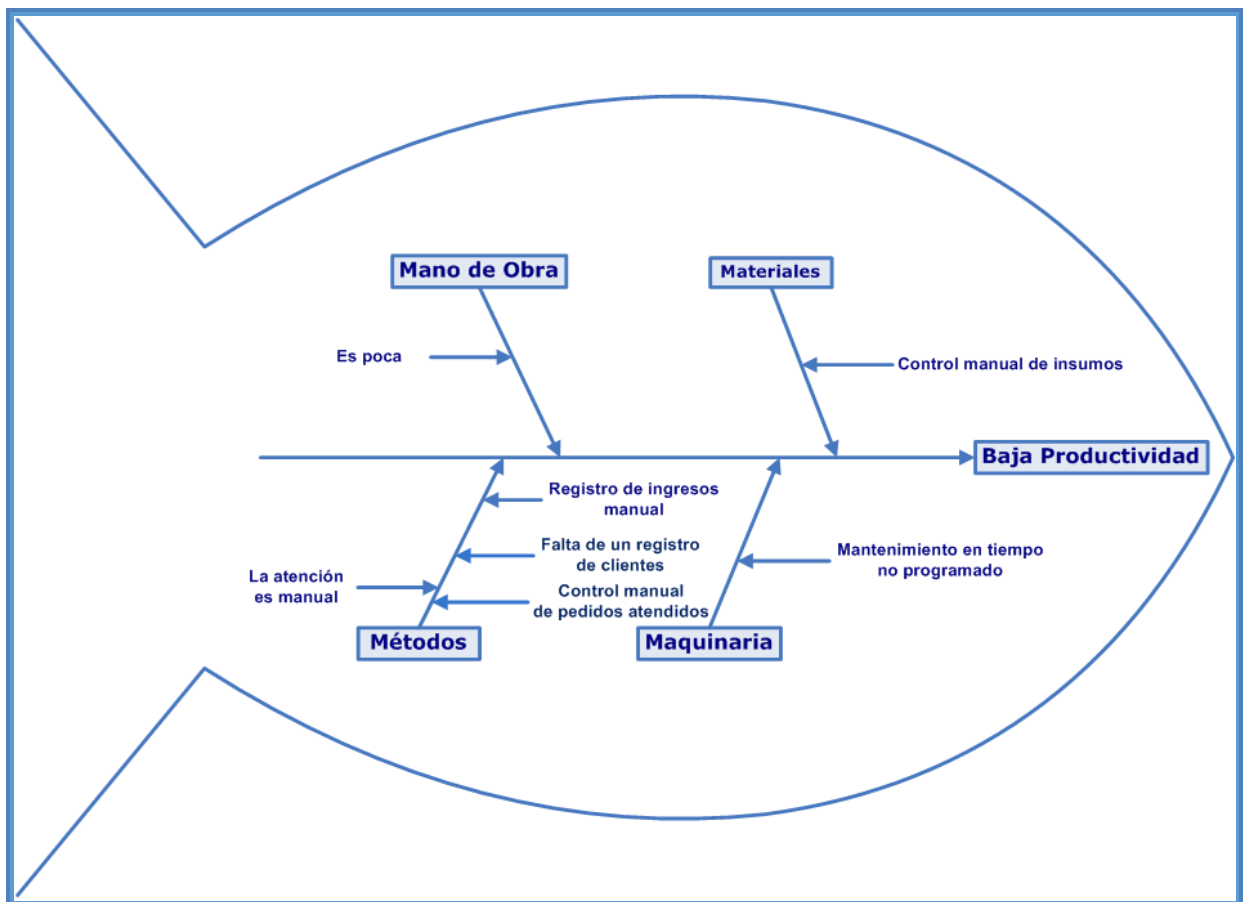 Mano de Obra
Materiales
Es poca
Control manual de insumos
Baja Productividad
Registro de ingresos
manual
Falta de un registro
de clientes
La atención
es manual
Control manual
de pedidos atendidos
Mantenimiento en tiempo
no programado
Métodos
Maquinaria